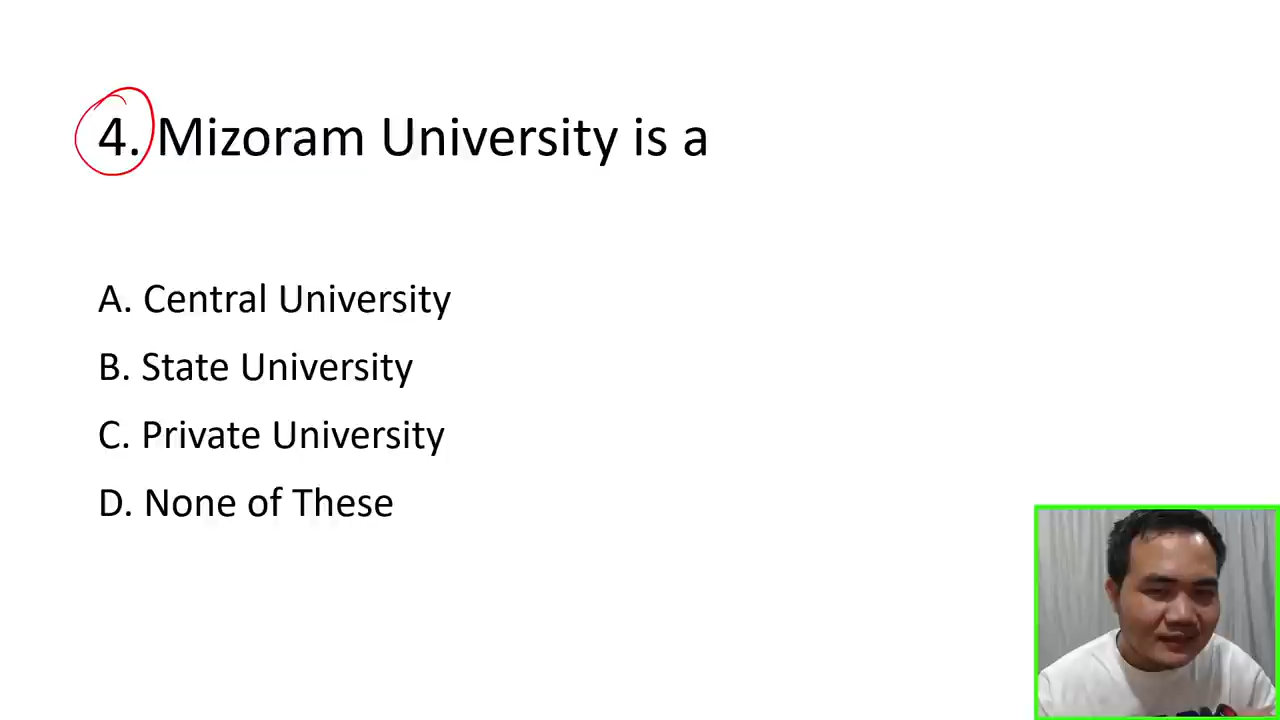 4. Mizoram University is a
A. Central University
B. State University
C. Private University
D. None of These